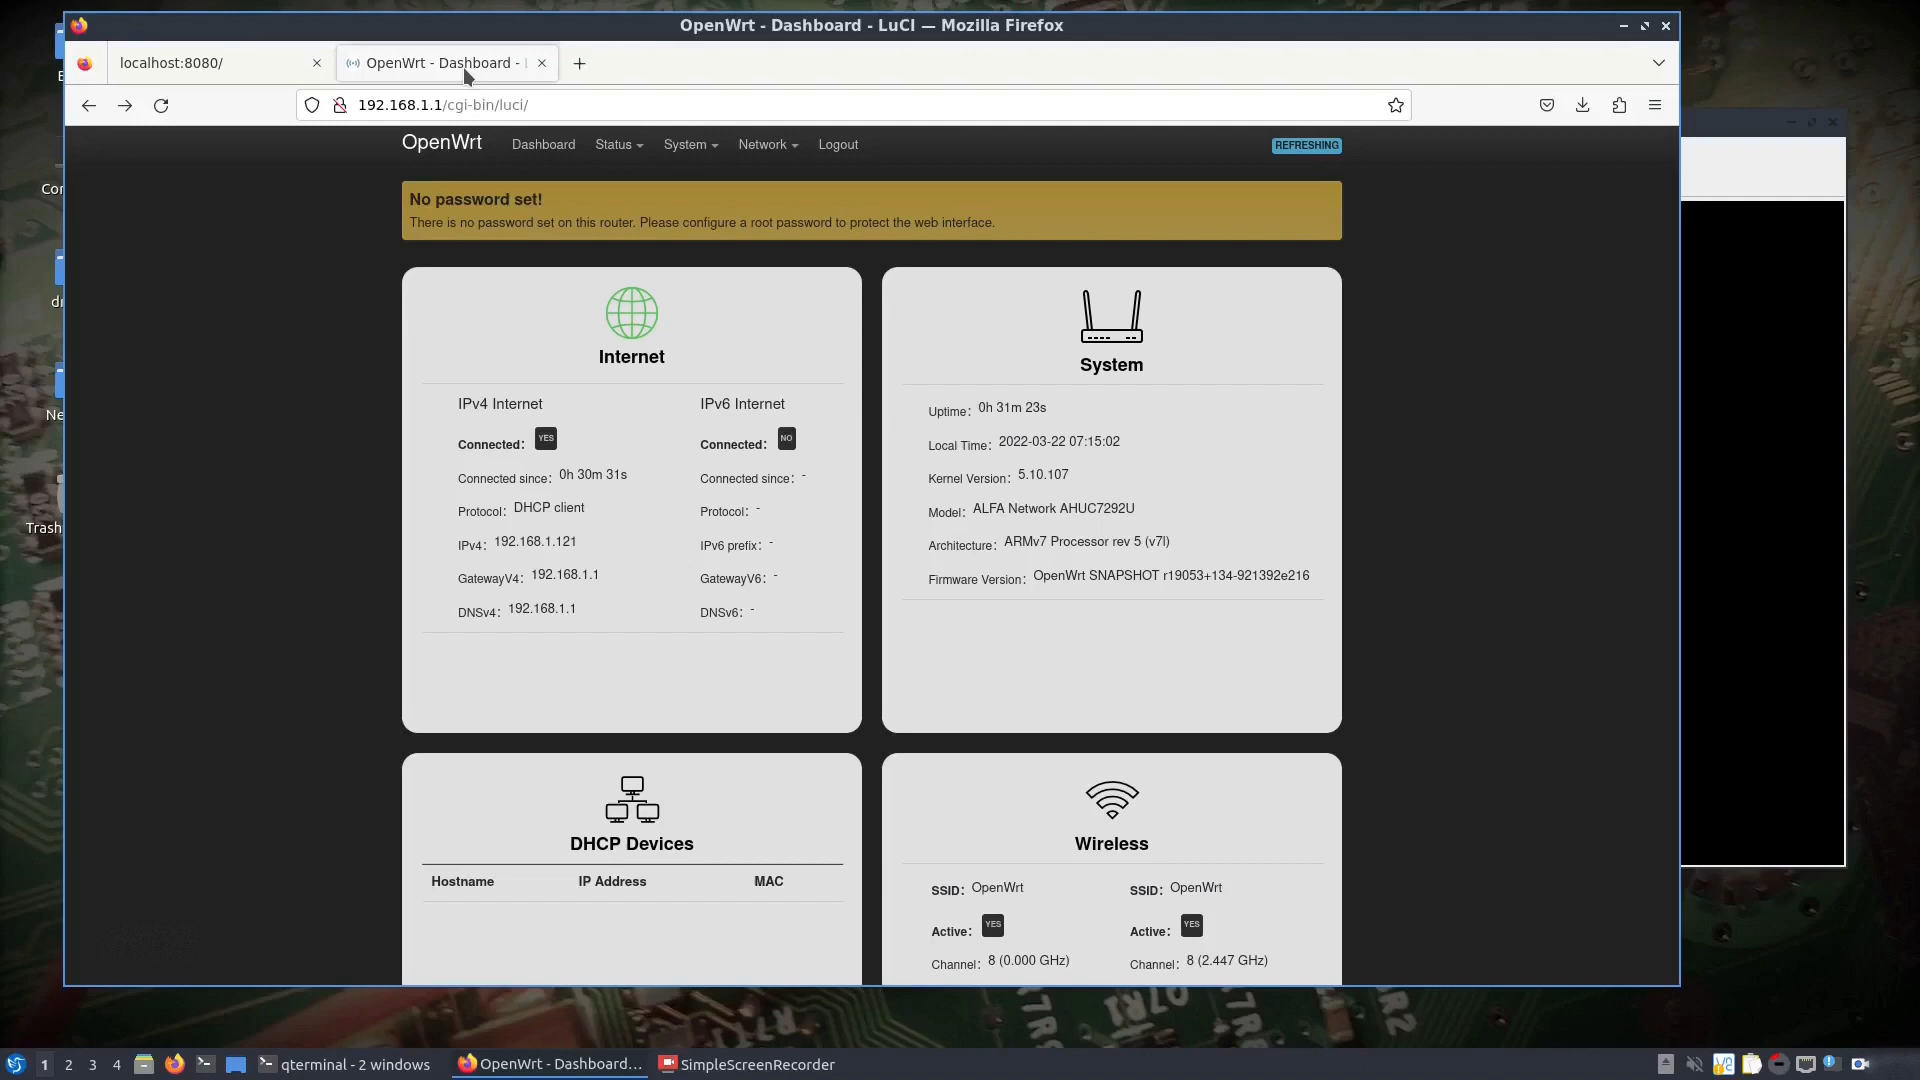 OpenWrt - Dashboard - LuCI — Mozilla Firefox
localhost:8080/
OpenWrt - Dashboard -
192.168.1.1/cgi-bin/luci/
OpenWrt
Dashboard
Status
System
Network
Logout
REFRESHING
No password set!
There is no password set on this router. Please configure a root password to protect the web interface.
Internet
IPv4 Internet
IPv6 Internet
Connected: YES
Connected: NO
Connected since: 0h 30m 31s
Connected since: -
Protocol: DHCP client
Protocol: -
IPv4: 192.168.1.121
IPv6 prefix: -
GatewayV4: 192.168.1.1
GatewayV6: -
DNSv4: 192.168.1.1
DNSv6: -
System
Uptime: 0h 31m 23s
Local Time: 2022-03-22 07:15:02
Kernel Version: 5.10.107
Model: ALFA Network AHUC7292U
Architecture: ARMv7 Processor rev 5 (v7l)
Firmware Version: OpenWrt SNAPSHOT r19053+134-921392e216
DHCP Devices
Hostname IP Address MAC
Wireless
SSID: OpenWrt
SSID: OpenWrt
Active: YES
Active: YES
Channel: 8 (0.000 GHz)
Channel: 8 (2.447 GHz)
Trash
1 2 3 4
qterminal - 2 windows
OpenWrt - Dashboard...
SimpleScreenRecorder